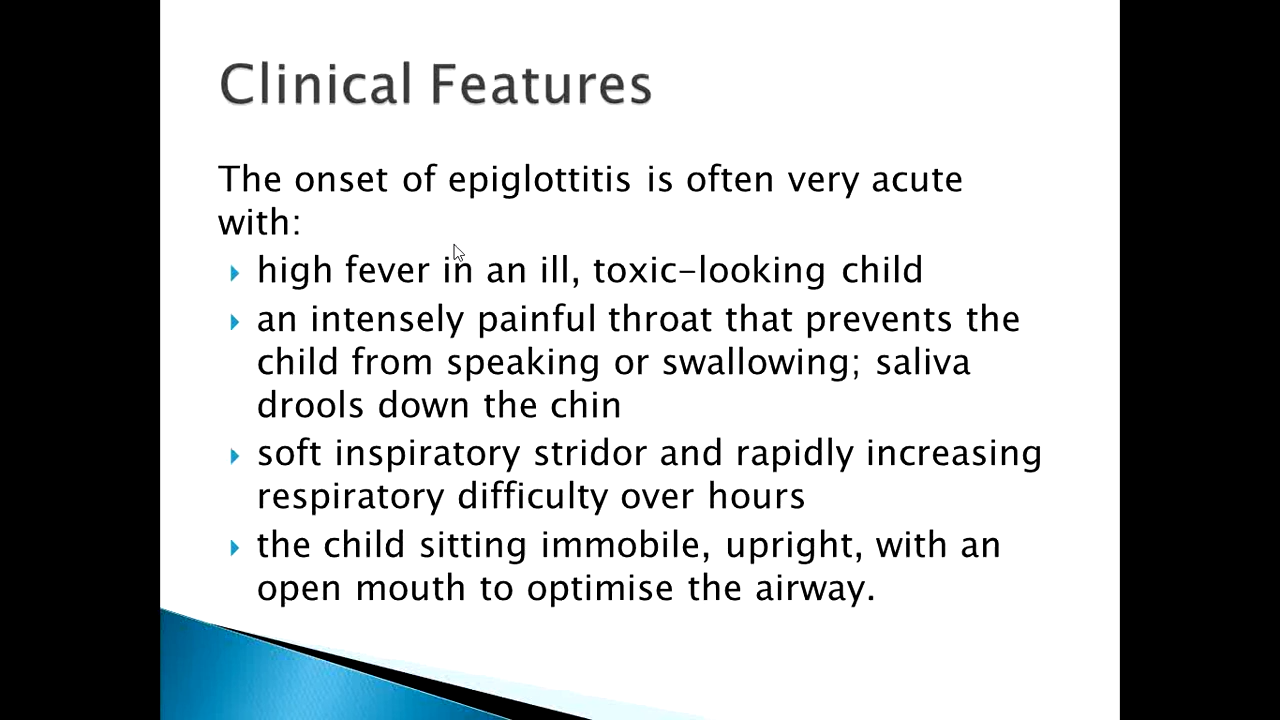 Clinical Features
The onset of epiglottitis is often very acute
with:
high fever in an ill, toxic-looking child
an intensely painful throat that prevents the
child from speaking or swallowing; saliva
drools down the chin
soft inspiratory stridor and rapidly increasing
respiratory difficulty over hours
the child sitting immobile, upright, with an
open mouth to optimise the airway.